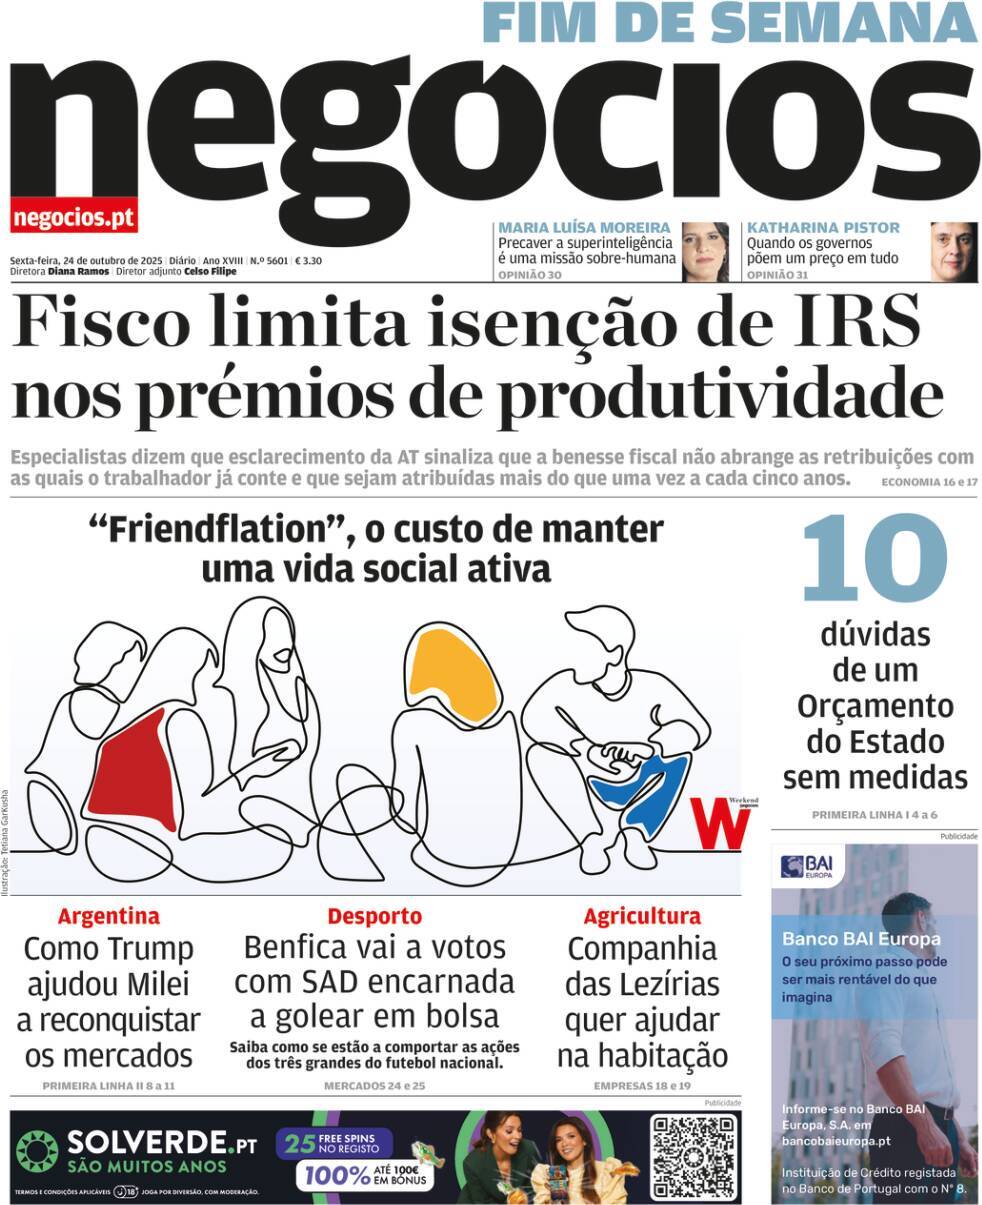 FIM DE SEMANA
negócios
negocios.pt
Sexta-feira, 24 de outubro de 2025 | Diário | Ano XVIII | N.º 5601 | € 3.30
Diretora Diana Ramos | Diretor adjunto Celso Filipe
MARIA LUÍSA MOREIRA
Precaver a superinteligência
é uma missão sobre-humana
OPINIÃO 30
KATHARINA PISTOR
Quando os governos
põem um preço em tudo
OPINIÃO 31
Fisco limita isenção de IRS
nos prémios de produtividade
Especialistas dizem que esclarecimento da AT sinaliza que a benesse fiscal não abrange as retribuições com
as quais o trabalhador já conte e que sejam atribuídas mais do que uma vez a cada cinco anos. ECONOMIA 16 e 17
“Friendflation”, o custo de manter
uma vida social ativa
Ilustração: Tetiana Garkusha
W
Weekend
negócios
10
dúvidas
de um
Orçamento
do Estado
sem medidas
PRIMEIRA LINHA I 4 a 6
Argentina
Como Trump
ajudou Milei
a reconquistar
os mercados
PRIMEIRA LINHA II 8 a 11
Desporto
Benfica vai a votos
com SAD encarnada
a golear em bolsa
Saiba como se estão a comportar as ações
dos três grandes do futebol nacional.
MERCADOS 24 e 25
Agricultura
Companhia
das Lezírias
quer ajudar
na habitação
EMPRESAS 18 e 19
Publicidade
BAI
EUROPA
Banco BAI Europa
O seu próximo passo pode
ser mais rentável do que
imagina
Informe-se no Banco BAI
Europa, S.A. em
bancobaieuropa.pt
Instituição de Crédito registada
no Banco de Portugal com o N° 8.
Publicidade
SOLVERDE.PT
SÃO MUITOS ANOS
TERMOS E CONDIÇÕES APLICÁVEIS 18+ JOGA POR DIVERSÃO, COM MODERAÇÃO.
25 FREE SPINS
NO REGISTO
100% ATÉ 100€
EM BÓNUS